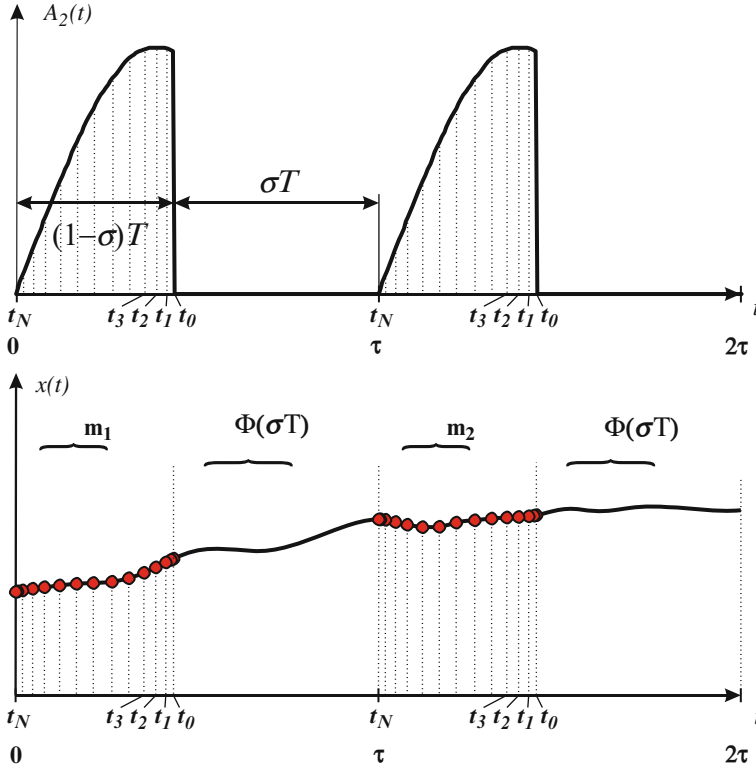 A₂(t)
σT
(1−σ)T
t_N t₃ t₂ t₁ t₀ t_N t₃ t₂ t₁ t₀ t
0 τ 2τ
x(t)
m₁ Φ(σT) m₂ Φ(σT)
t_N t₃ t₂ t₁ t₀ t_N t₃ t₂ t₁ t₀ t
0 τ 2τ